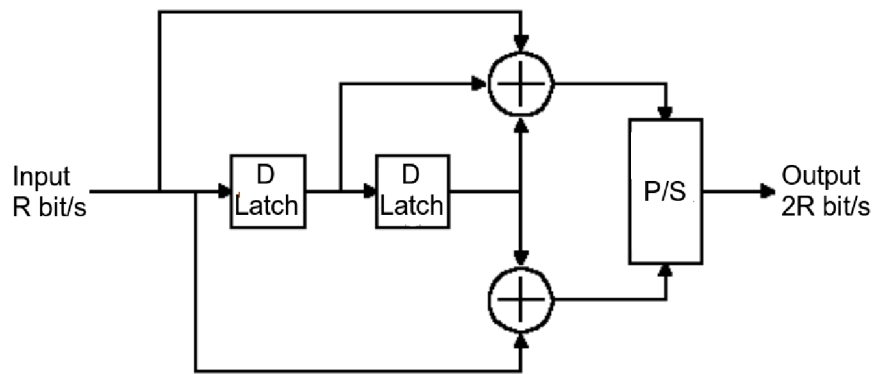 Input
R bit/s
D
Latch
D
Latch
P/S
Output
2R bit/s